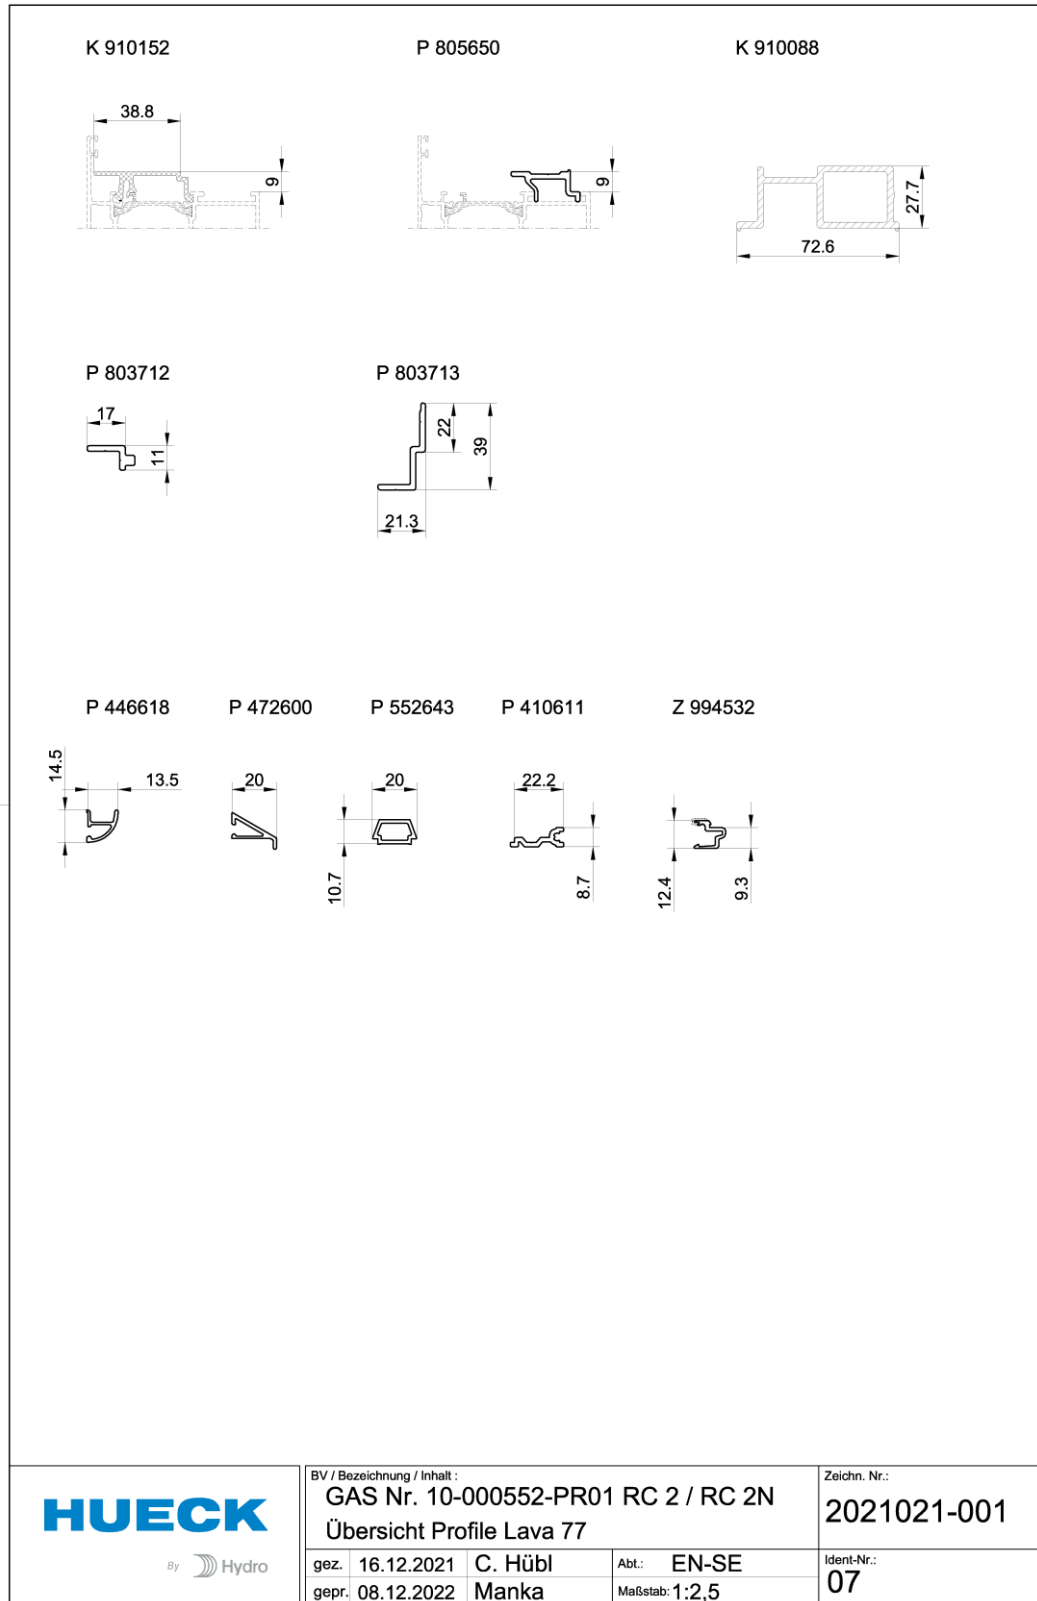 K 910152
P 805650
K 910088
38.8
9
9
27.7
72.6
P 803712
P 803713
17
11
22
39
21.3
P 446618
P 472600
P 552643
P 410611
Z 994532
14.5
13.5
20
20
10.7
22.2
8.7
12.4
9.3
HUECK
By Hydro
BV / Bezeichnung / Inhalt :
GAS Nr. 10-000552-PR01 RC 2 / RC 2N
Übersicht Profile Lava 77
Zeichn. Nr.:
2021021-001
gez. 16.12.2021 C. Hübl Abt.: EN-SE
gepr. 08.12.2022 Manka Maßstab: 1:2,5
Ident-Nr.:
07